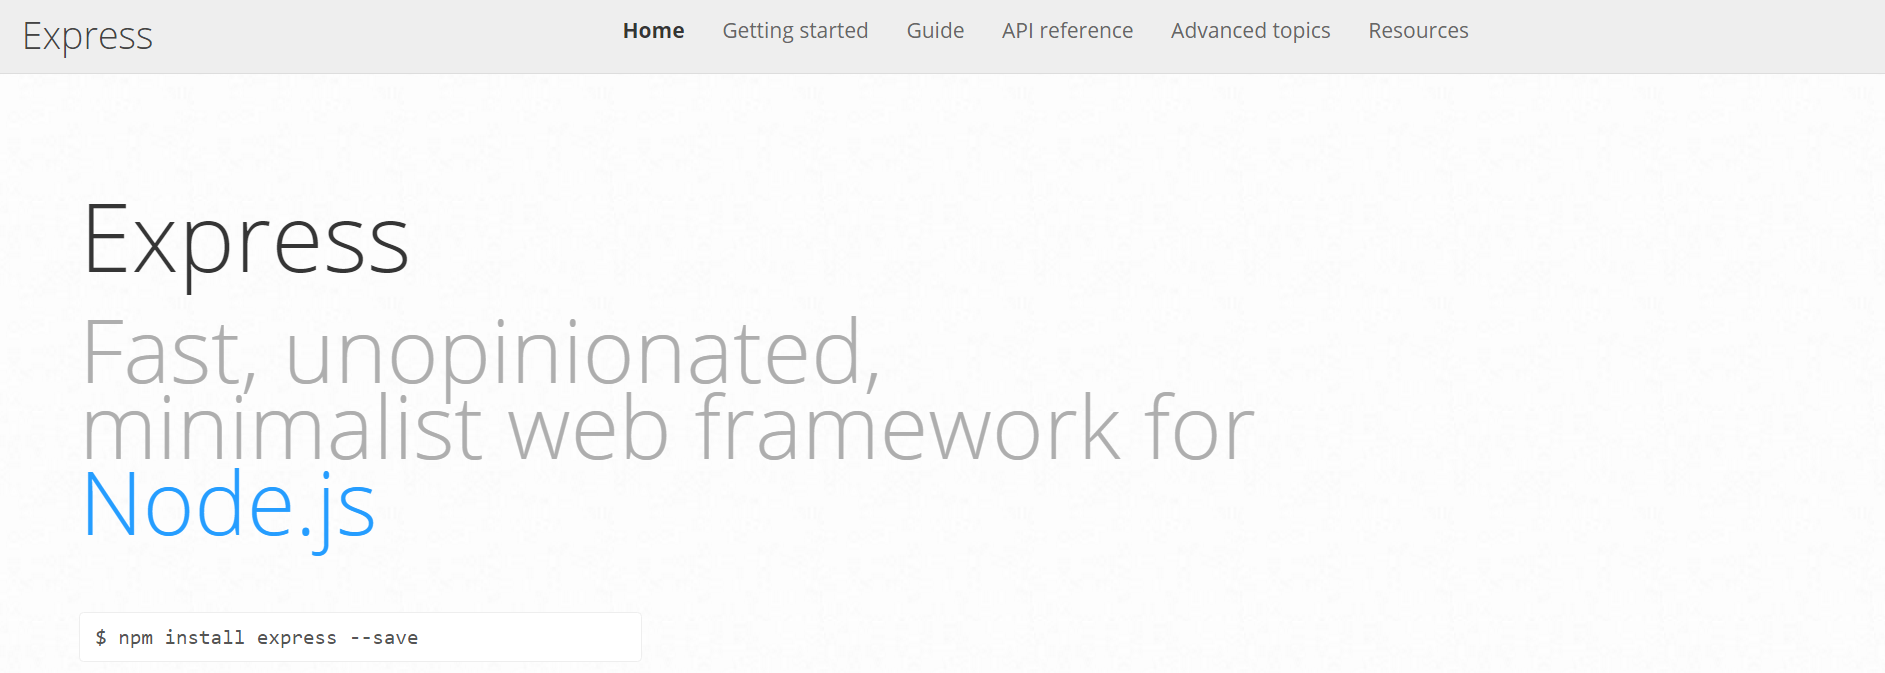 Express
Home Getting started Guide API reference Advanced topics Resources
Express
Fast, unopinionated,
minimalist web framework for
Node.js
$ npm install express --save